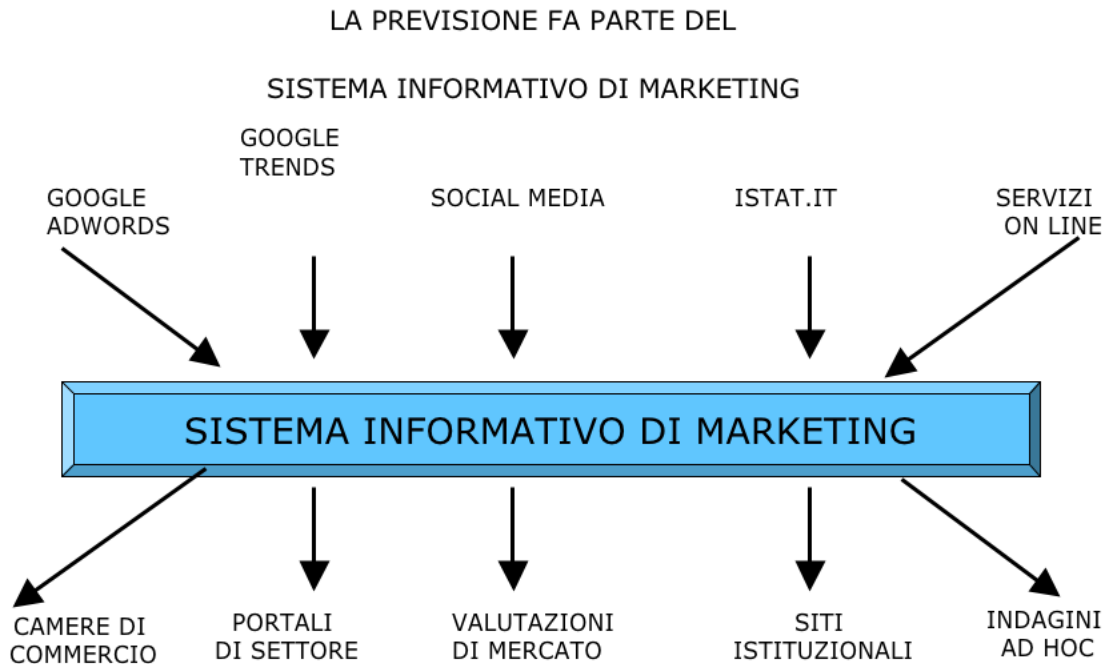 LA PREVISIONE FA PARTE DEL
SISTEMA INFORMATIVO DI MARKETING
GOOGLE
TRENDS
GOOGLE
ADWORDS
SOCIAL MEDIA
ISTAT.IT
SERVIZI
ON LINE
SISTEMA INFORMATIVO DI MARKETING
CAMERE DI
COMMERCIO
PORTALI
DI SETTORE
VALUTAZIONI
DI MERCATO
SITI
ISTITUZIONALI
INDAGINI
AD HOC